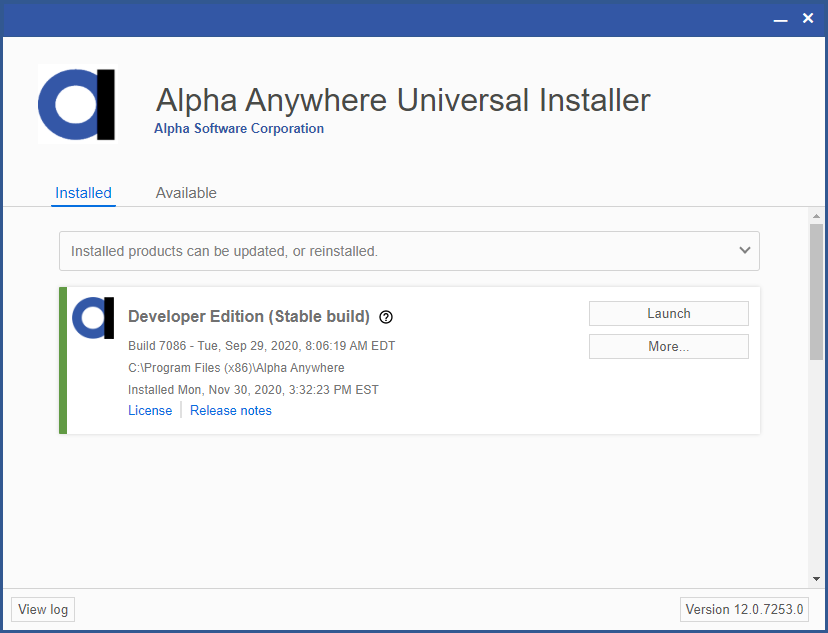 Alpha Anywhere Universal Installer
Alpha Software Corporation
Installed Available
Installed products can be updated, or reinstalled.
Developer Edition (Stable build)
Launch
Build 7086 - Tue, Sep 29, 2020, 8:06:19 AM EDT
More...
C:\Program Files (x86)\Alpha Anywhere
Installed Mon, Nov 30, 2020, 3:32:23 PM EST
License Release notes
View log Version 12.0.7253.0